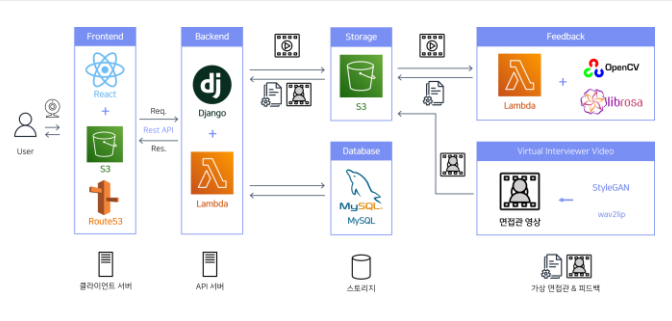 Frontend
Backend
Storage
Feedback
React
+
S3
Route53
User
Req.
Rest API
Res.
dj
Django
+
Lambda
S3
Lambda
+
OpenCV
librosa
Database
MySQL
MySQL
Virtual Interviewer Video
면접관 영상
StyleGAN
wav2lip
클라이언트 서버
API 서버
스토리지
가상 면접관 & 피드백